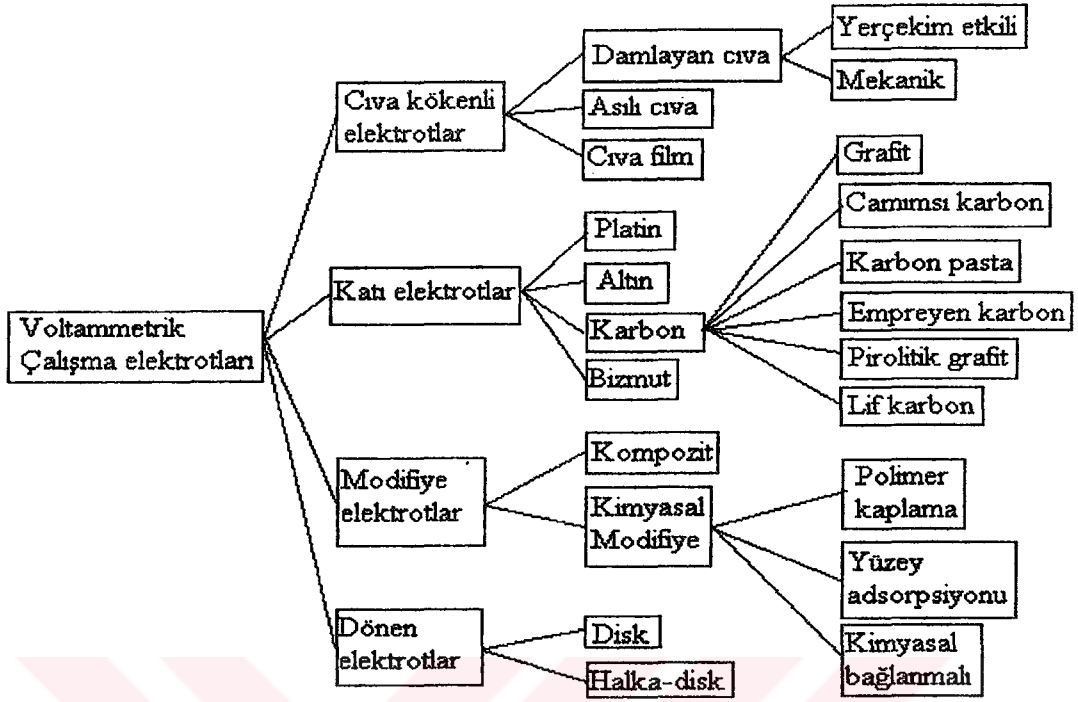 Voltammetrik
Çalışma elektrotları
Cıva kökenli
elektrotlar
Damlayan cıva
Yerçekim etkili
Mekanik
Asılı cıva
Cıva film
Katı elektrotlar
Platin
Altın
Karbon
Grafit
Camımsı karbon
Karbon pasta
Empreyen karbon
Pirolitik grafit
Lif karbon
Bizmut
Modifiye
elektrotlar
Kompozit
Kimyasal
Modifiye
Polimer
kaplama
Yüzey
adsorpsiyonu
Kimyasal
bağlanmalı
Dönen
elektrotlar
Disk
Halka-disk